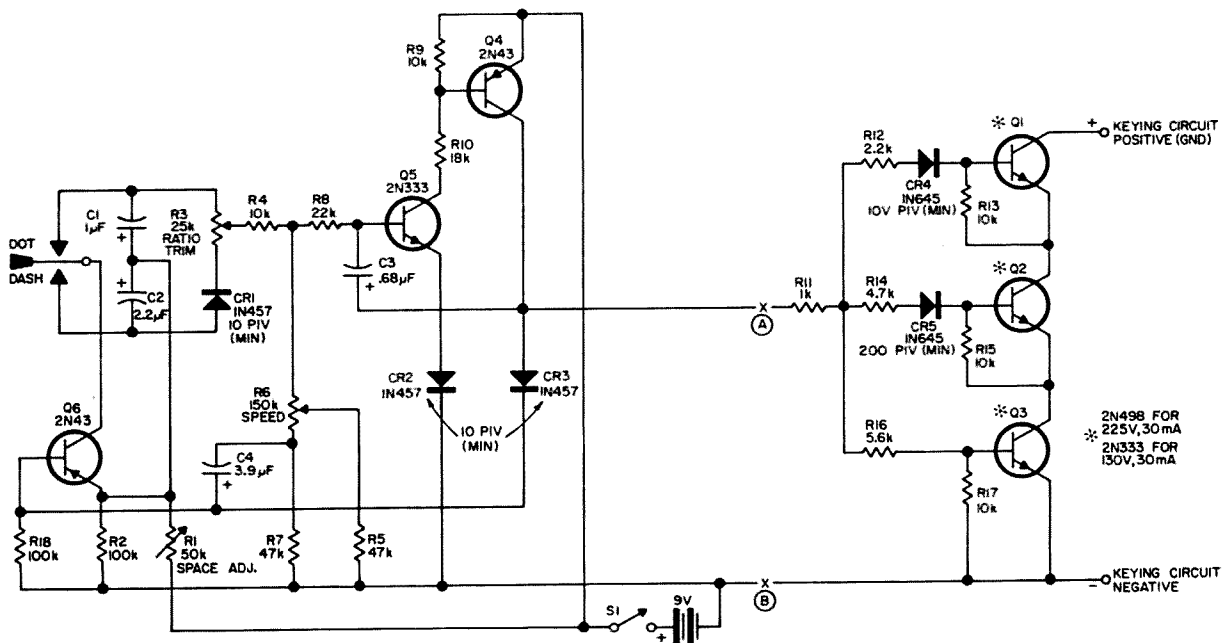 R9
10k
Q4
2N43
R10
18k
Q5
2N333
R4
10k
R8
22k
C1
1µF
+
R3
25k
RATIO
TRIM
DOT
DASH
+
C2
2.2µF
CR1
1N457
10 PIV
(MIN)
C3
.68µF
+
Q6
2N43
R6
150k
SPEED
CR2
1N457
CR3
1N457
10 PIV
(MIN)
C4
3.9µF
+
R18
100k
R2
100k
R1
50k
SPACE ADJ.
R7
47k
R5
47k
S1
9V
+
X
A
X
B
R11
1k
R12
2.2k
CR4
1N645
10V PIV (MIN)
* Q1
R13
10k
+
KEYING CIRCUIT
POSITIVE (GND)
R14
4.7k
CR5
1N645
200 PIV (MIN)
* Q2
R15
10k
R16
5.6k
* Q3
R17
10k
* 2N498 FOR
225V, 30mA
2N333 FOR
130V, 30mA
-
KEYING CIRCUIT
NEGATIVE